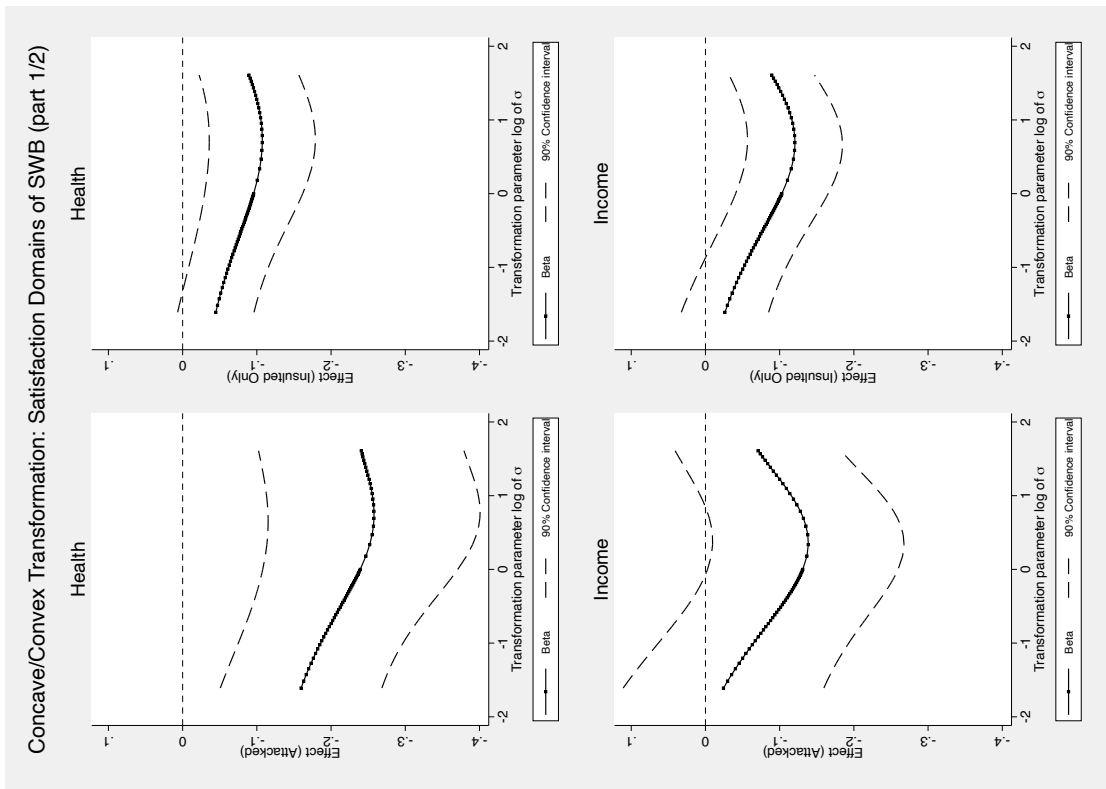 Concave/Convex Transformation: Satisfaction Domains of SWB (part 1/2)
Health
Effect (Attacked)
.1
0
-.1
-.2
-.3
-.4
-2 -1 0 1 2
Transformation parameter log of σ
Beta 90% Confidence interval
Health
Effect (Insulted Only)
.1
0
-.1
-.2
-.3
-.4
-2 -1 0 1 2
Transformation parameter log of σ
Beta 90% Confidence interval
Income
Effect (Attacked)
.1
0
-.1
-.2
-.3
-.4
-2 -1 0 1 2
Transformation parameter log of σ
Beta 90% Confidence interval
Income
Effect (Insulted Only)
.1
0
-.1
-.2
-.3
-.4
-2 -1 0 1 2
Transformation parameter log of σ
Beta 90% Confidence interval